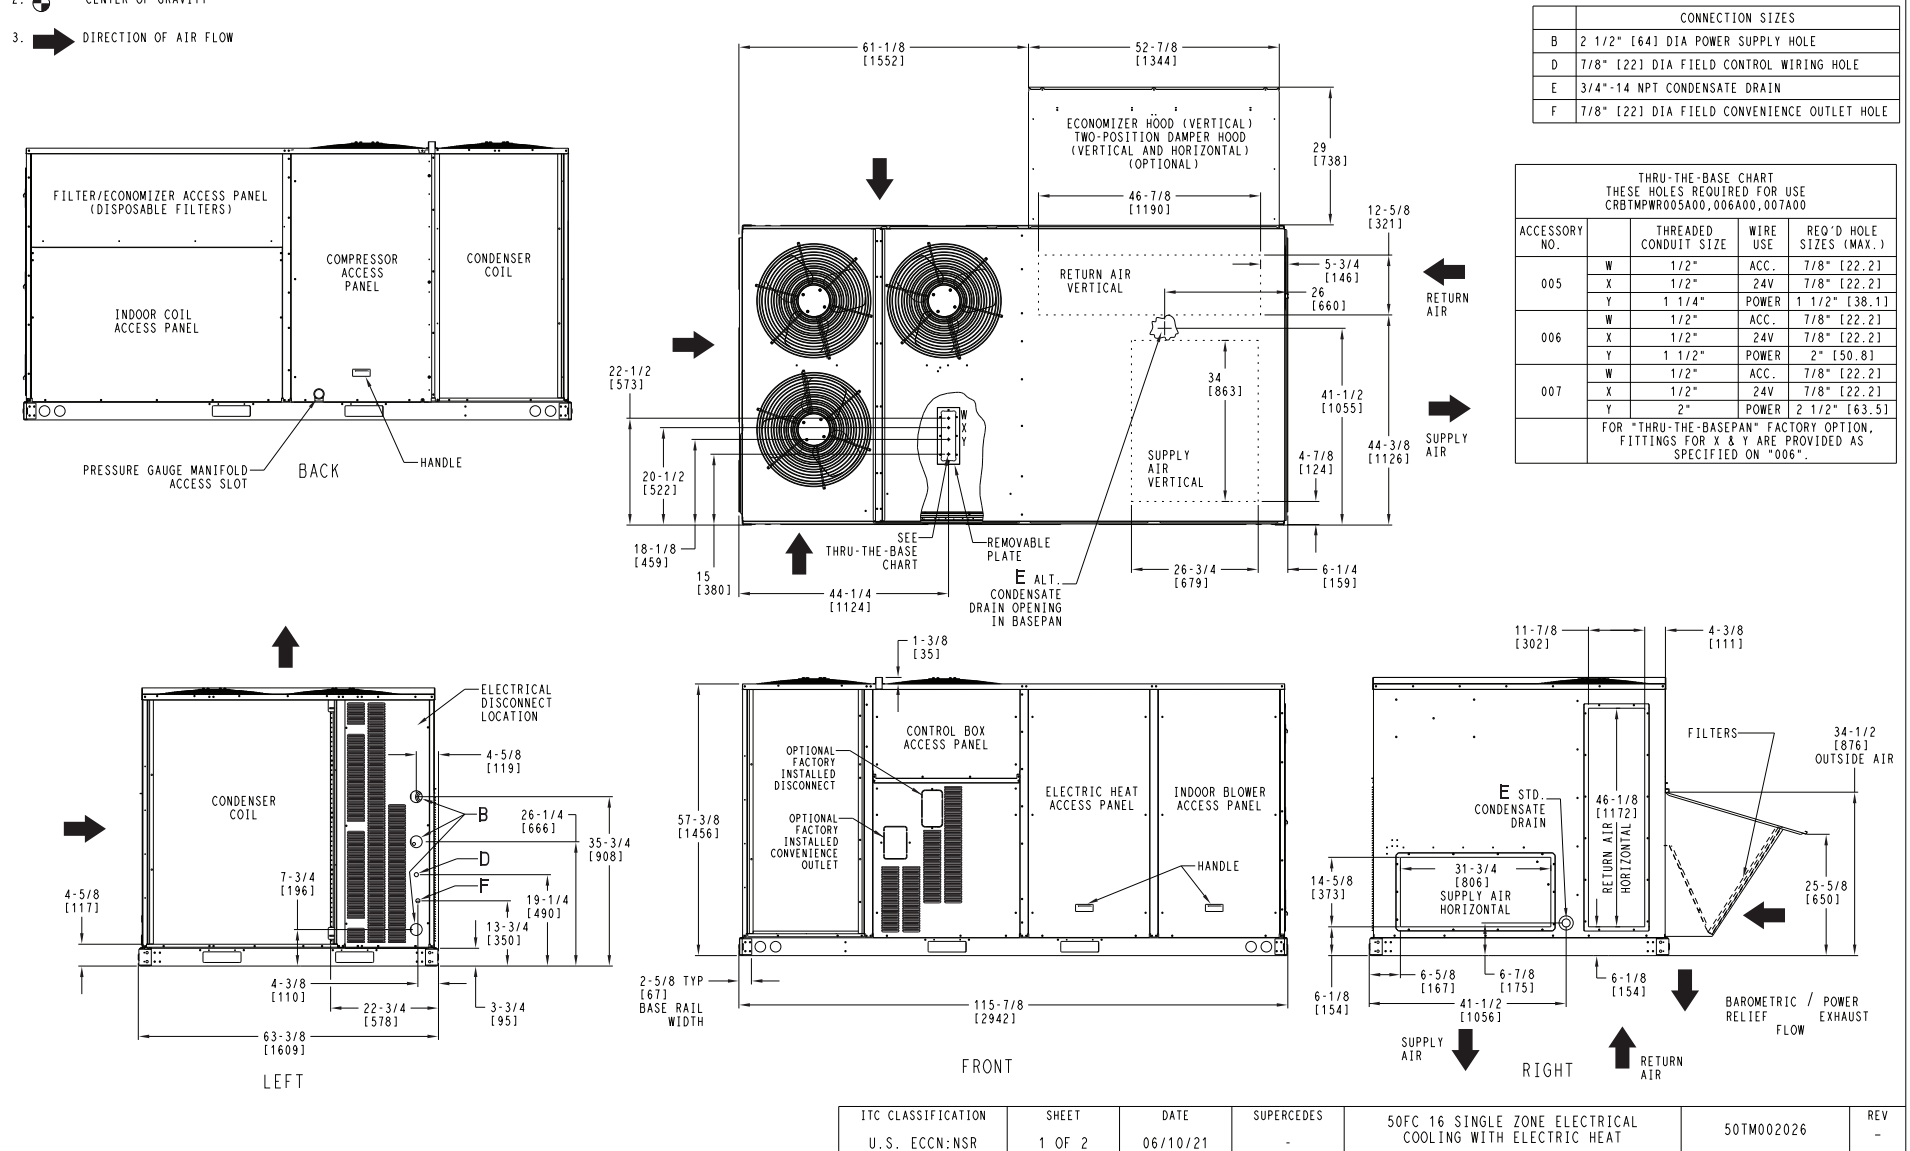 3. DIRECTION OF AIR FLOW
CONNECTION SIZES
B 2 1/2" [64] DIA POWER SUPPLY HOLE
D 7/8" [22] DIA FIELD CONTROL WIRING HOLE
E 3/4"-14 NPT CONDENSATE DRAIN
F 7/8" [22] DIA FIELD CONVENIENCE OUTLET HOLE
THRU-THE-BASE CHART
THESE HOLES REQUIRED FOR USE
CRBTMPWR005A00,006A00,007A00
ACCESSORY NO. THREADED CONDUIT SIZE WIRE USE REQ'D HOLE SIZES (MAX.)
005
W 1/2" ACC. 7/8" [22.2]
X 1/2" 24V 7/8" [22.2]
Y 1 1/4" POWER 1 1/2" [38.1]
006
W 1/2" ACC. 7/8" [22.2]
X 1/2" 24V 7/8" [22.2]
Y 1 1/2" POWER 2" [50.8]
007
W 1/2" ACC. 7/8" [22.2]
X 1/2" 24V 7/8" [22.2]
Y 2" POWER 2 1/2" [63.5]
FOR "THRU-THE-BASEPAN" FACTORY OPTION,
FITTINGS FOR X & Y ARE PROVIDED AS
SPECIFIED ON "006".
FILTER/ECONOMIZER ACCESS PANEL
(DISPOSABLE FILTERS)
INDOOR COIL
ACCESS PANEL
COMPRESSOR
ACCESS
PANEL
CONDENSER
COIL
PRESSURE GAUGE MANIFOLD
ACCESS SLOT
BACK
HANDLE
61-1/8
[1552]
52-7/8
[1344]
ECONOMIZER HOOD (VERTICAL)
TWO-POSITION DAMPER HOOD
(VERTICAL AND HORIZONTAL)
(OPTIONAL)
29
[738]
46-7/8
[1190]
12-5/8
[321]
RETURN AIR
VERTICAL
5-3/4
[146]
26
[660]
RETURN
AIR
22-1/2
[573]
34
[863]
41-1/2
[1055]
SUPPLY
AIR
W
X
Y
44-3/8
[1126]
SUPPLY
AIR
VERTICAL
4-7/8
[124]
20-1/2
[522]
18-1/8
[459]
15
[380]
SEE
THRU-THE-BASE
CHART
REMOVABLE
PLATE
E ALT.
CONDENSATE
DRAIN OPENING
IN BASEPAN
44-1/4
[1124]
26-3/4
[679]
6-1/4
[159]
ELECTRICAL
DISCONNECT
LOCATION
CONDENSER
COIL
4-5/8
[119]
B
26-1/4
[666]
35-3/4
[908]
D
F
7-3/4
[196]
19-1/4
[490]
13-3/4
[350]
4-5/8
[117]
4-3/8
[110]
22-3/4
[578]
3-3/4
[95]
63-3/8
[1609]
LEFT
1-3/8
[35]
57-3/8
[1456]
CONTROL BOX
ACCESS PANEL
OPTIONAL
FACTORY
INSTALLED
DISCONNECT
OPTIONAL
FACTORY
INSTALLED
CONVENIENCE
OUTLET
ELECTRIC HEAT
ACCESS PANEL
INDOOR BLOWER
ACCESS PANEL
HANDLE
2-5/8 TYP
[67]
BASE RAIL
WIDTH
115-7/8
[2942]
FRONT
11-7/8
[302]
4-3/8
[111]
FILTERS
34-1/2
[876]
OUTSIDE AIR
E STD.
CONDENSATE
DRAIN
46-1/8
[1172]
RETURN AIR
HORIZONTAL
31-3/4
[806]
SUPPLY AIR
HORIZONTAL
14-5/8
[373]
25-5/8
[650]
6-5/8
[167]
6-7/8
[175]
6-1/8
[154]
6-1/8
[154]
41-1/2
[1056]
BAROMETRIC / POWER
RELIEF EXHAUST
FLOW
SUPPLY
AIR
RETURN
AIR
RIGHT
ITC CLASSIFICATION
U.S. ECCN:NSR
SHEET
1 OF 2
DATE
06/10/21
SUPERCEDES
-
50FC 16 SINGLE ZONE ELECTRICAL
COOLING WITH ELECTRIC HEAT
50TM002026
REV
-